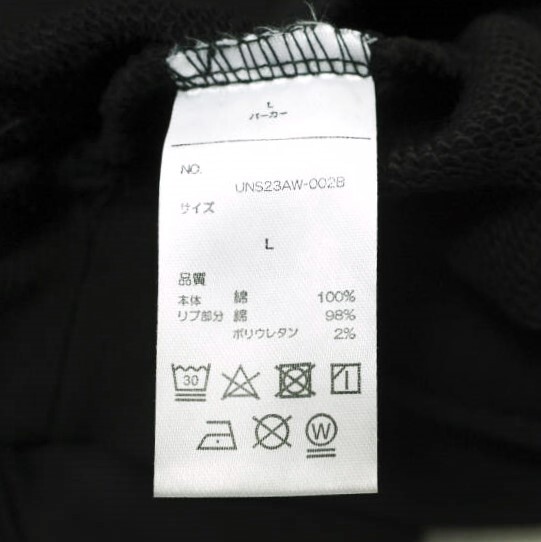 L
パーカー
NO.
UNS23AW-002B
サイズ
L
品質
本体 綿 100%
リブ部分 綿 98%
ポリウレタン 2%
30
W